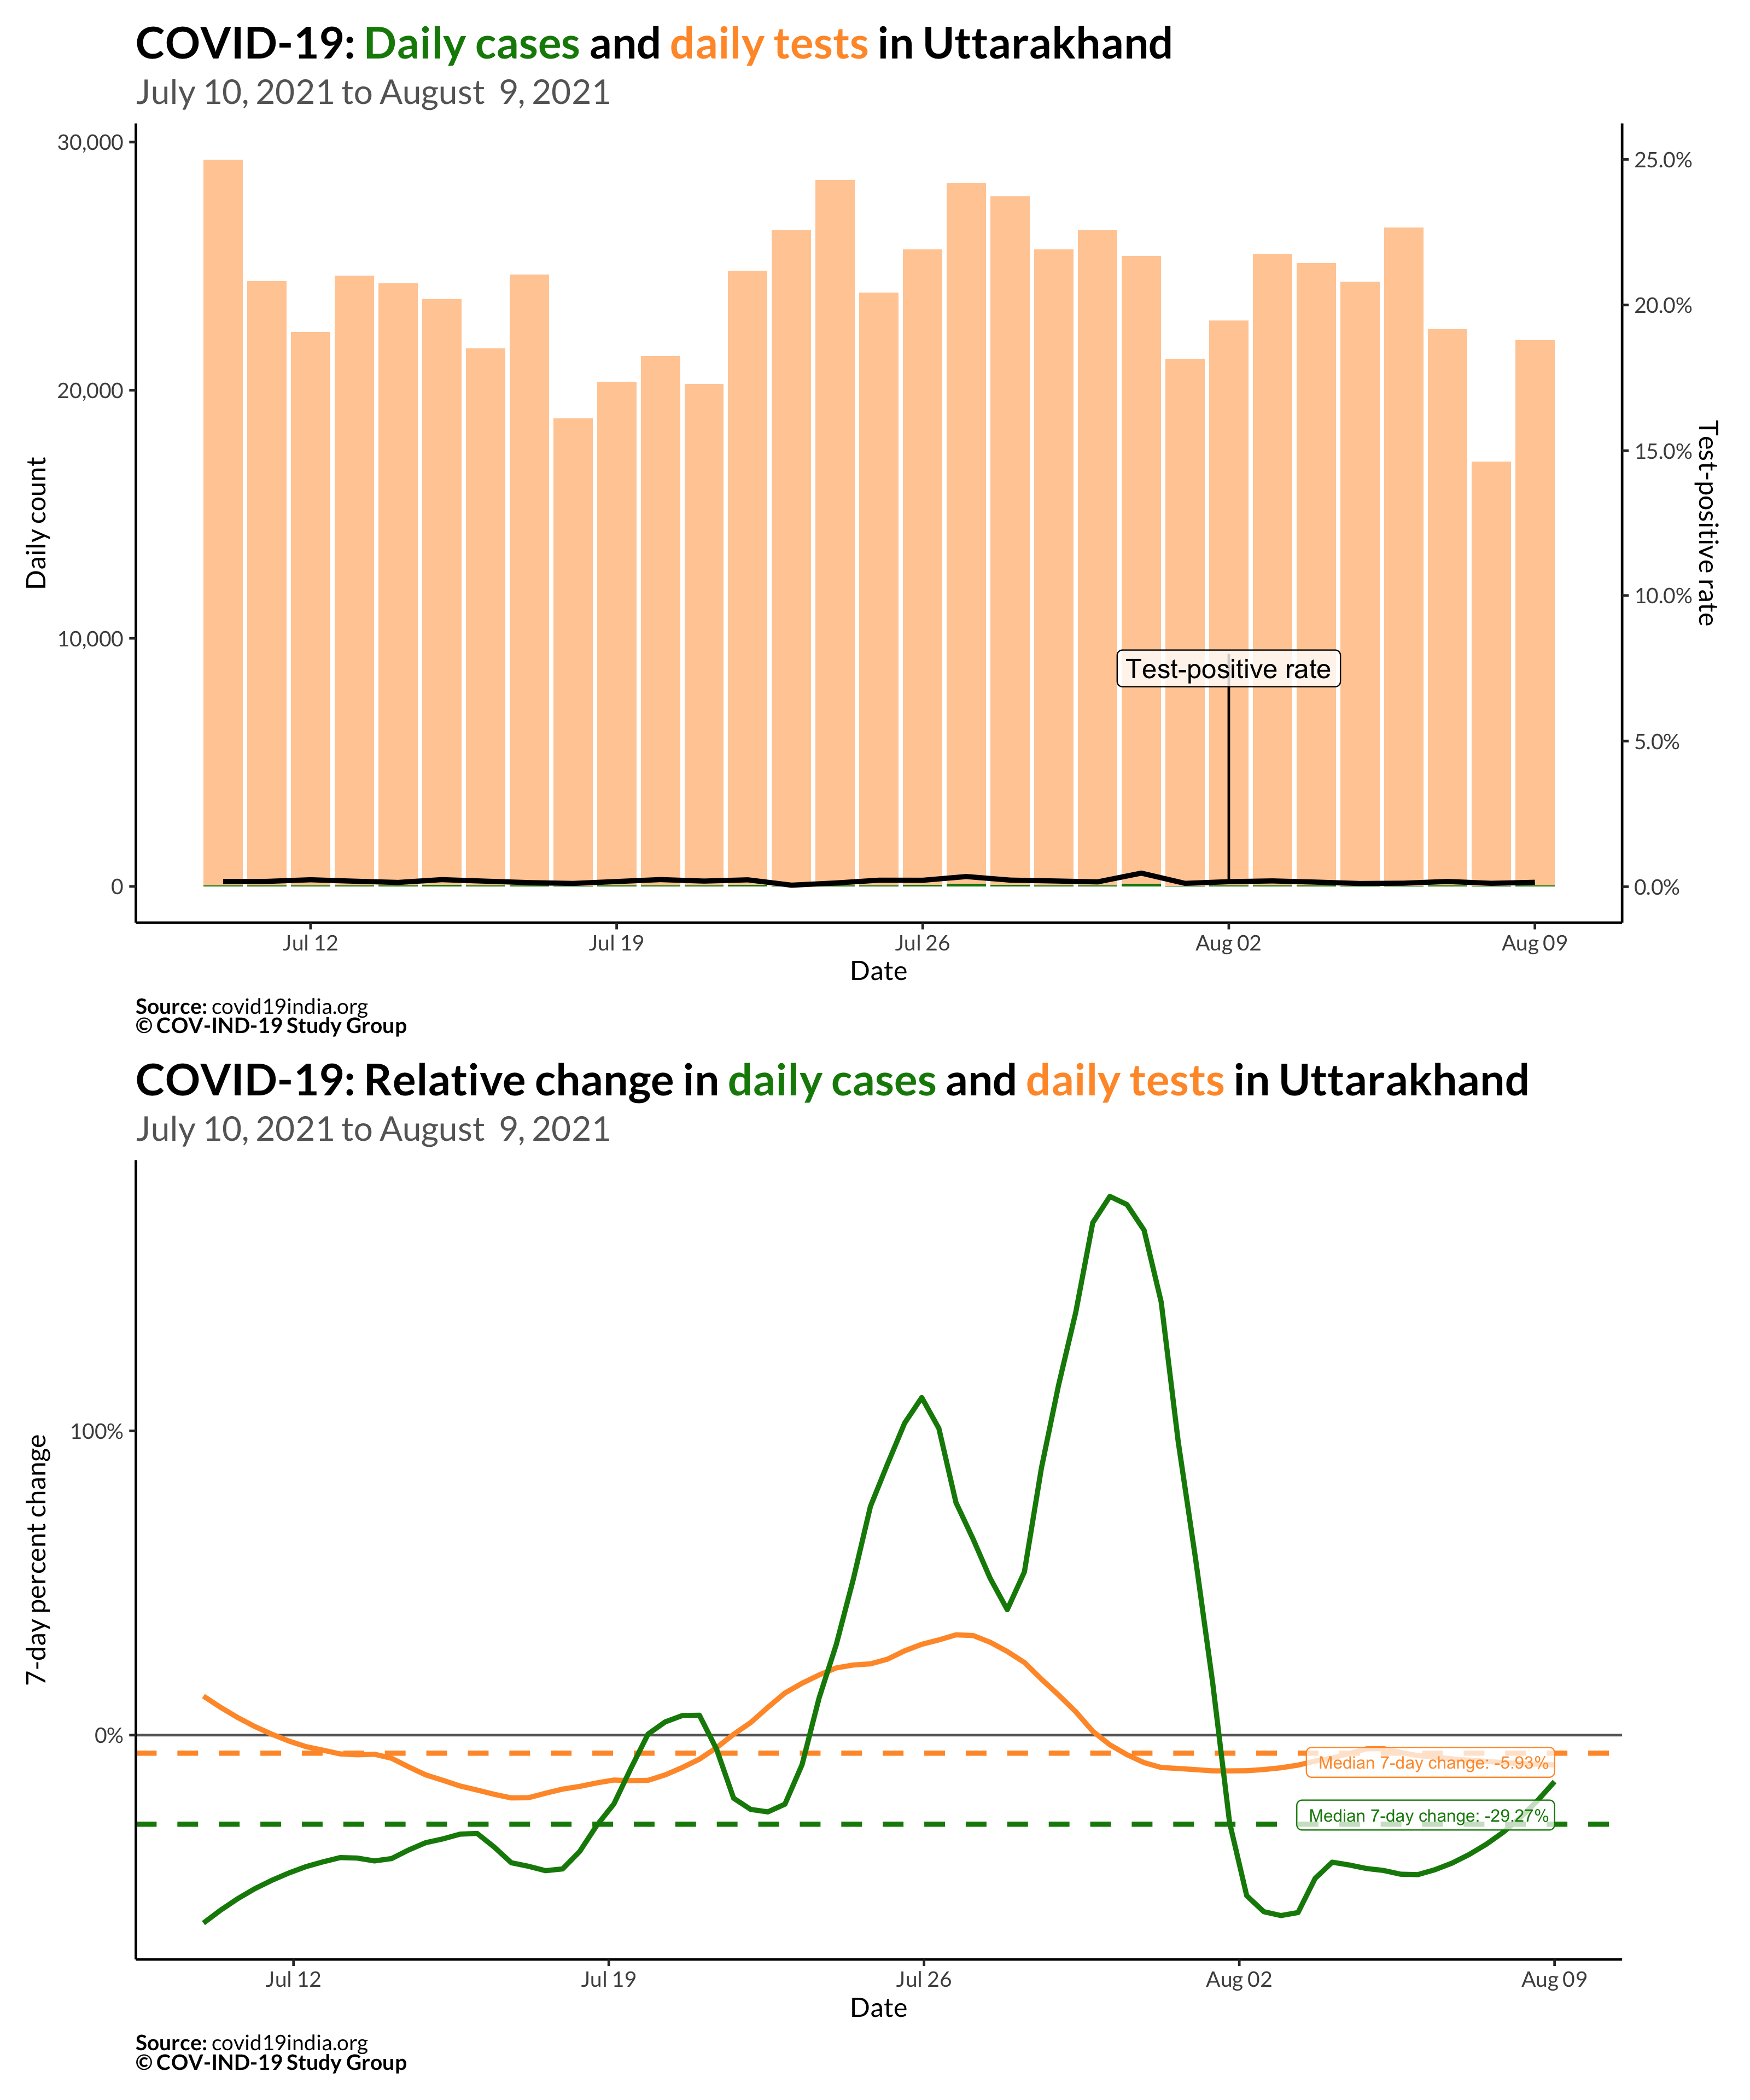 COVID-19: Daily cases and daily tests in Uttarakhand
July 10, 2021 to August  9, 2021
30,000
20,000
10,000
0
Daily count
25.0%
20.0%
15.0%
10.0%
5.0%
0.0%
Test-positive rate
Test-positive rate
Jul 12
Jul 19
Jul 26
Aug 02
Aug 09
Date
Source: covid19india.org
© COV-IND-19 Study Group
COVID-19: Relative change in daily cases and daily tests in Uttarakhand
July 10, 2021 to August  9, 2021
100%
0%
7-day percent change
Median 7-day change: -5.93%
Median 7-day change: -29.27%
Jul 12
Jul 19
Jul 26
Aug 02
Aug 09
Date
Source: covid19india.org
© COV-IND-19 Study Group